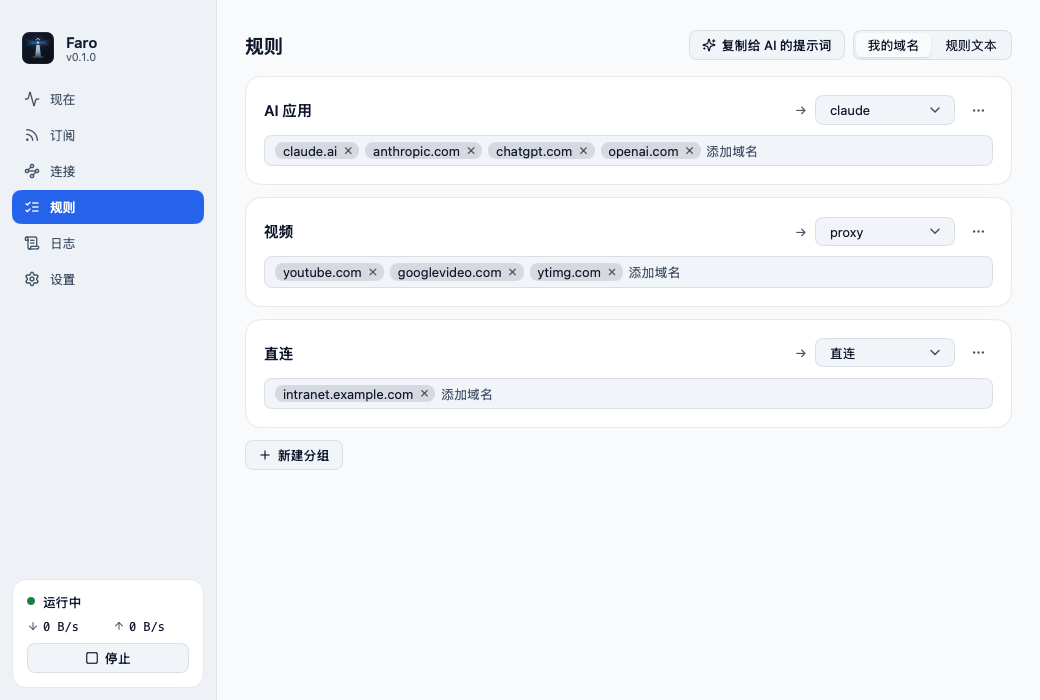 Faro
v0.1.0
现在
订阅
连接
规则
日志
设置
运行中
↓ 0 B/s ↑ 0 B/s
停止
规则
复制给 AI 的提示词
我的域名 规则文本
AI 应用 → claude ···
claude.ai × anthropic.com × chatgpt.com × openai.com × 添加域名
视频 → proxy ···
youtube.com × googlevideo.com × ytimg.com × 添加域名
直连 → 直连 ···
intranet.example.com × 添加域名
+ 新建分组